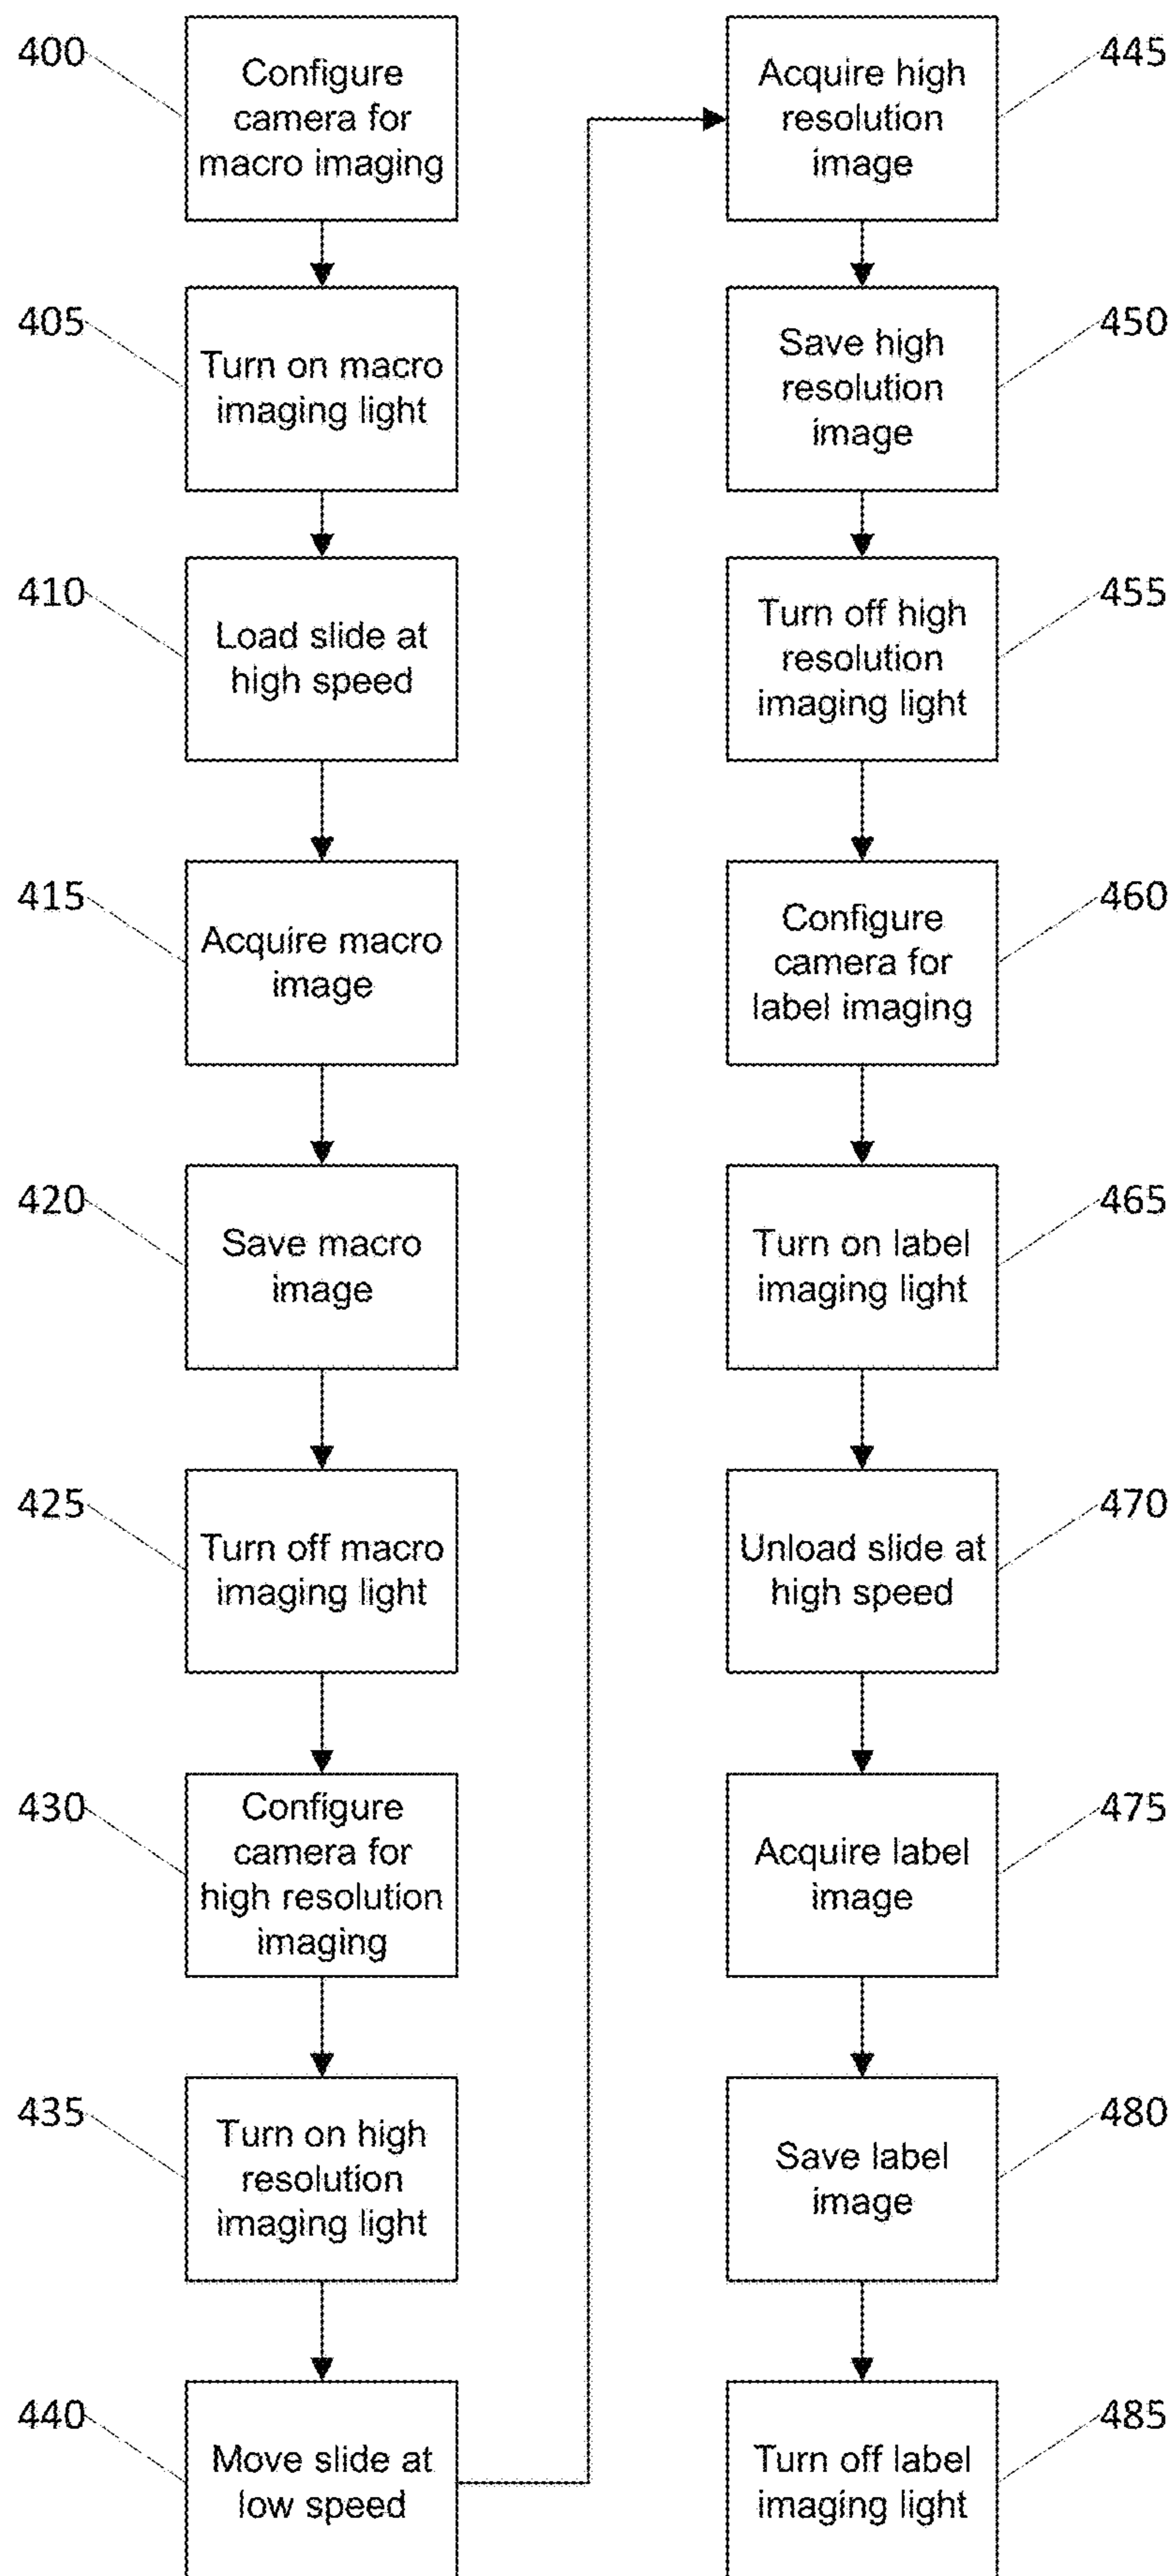 400
Configure
camera for
macro imaging
405
Turn on macro
imaging light
410
Load slide at
high speed
415
Acquire macro
image
420
Save macro
image
425
Turn off macro
imaging light
430
Configure
camera for
high resolution
imaging
435
Turn on high
resolution
imaging light
440
Move slide at
low speed
445
Acquire high
resolution
image
450
Save high
resolution
image
455
Turn off high
resolution
imaging light
460
Configure
camera for
label imaging
465
Turn on label
imaging light
470
Unload slide at
high speed
475
Acquire label
image
480
Save label
image
485
Turn off label
imaging light